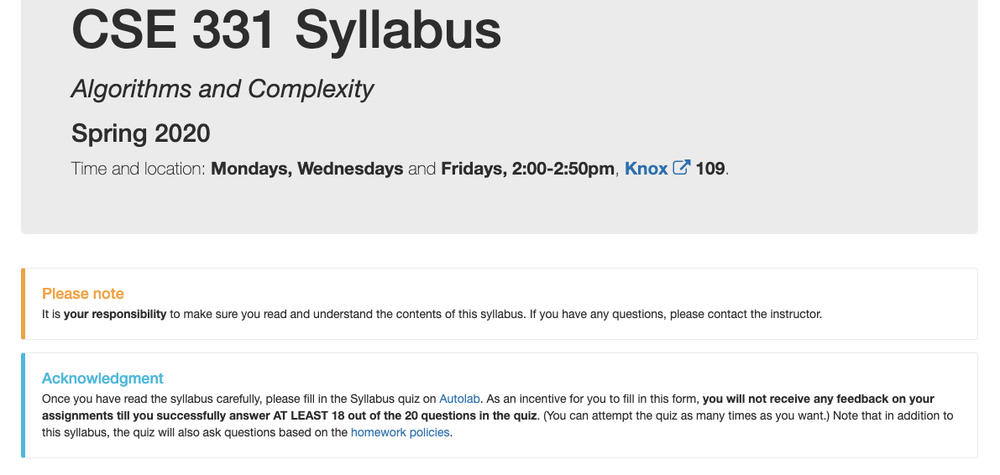 CSE 331 Syllabus
Algorithms and Complexity
Spring 2020
Time and location: Mondays, Wednesdays and Fridays, 2:00-2:50pm, Knox 109.
Please note
It is your responsibility to make sure you read and understand the contents of this syllabus. If you have any questions, please contact the instructor.
Acknowledgment
Once you have read the syllabus carefully, please fill in the Syllabus quiz on Autolab. As an incentive for you to fill in this form, you will not receive any feedback on your
assignments till you successfully answer AT LEAST 18 out of the 20 questions in the quiz. (You can attempt the quiz as many times as you want.) Note that in addition to
this syllabus, the quiz will also ask questions based on the homework policies.